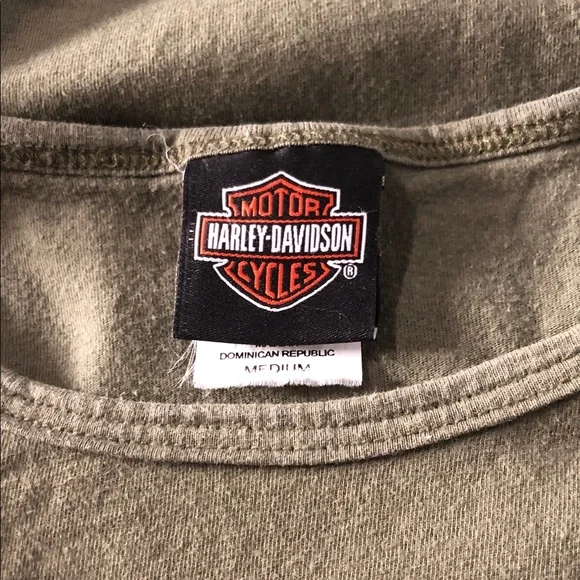 MOTOR
HARLEY-DAVIDSON
CYCLES ®
DOMINICAN REPUBLIC
MEDIUM